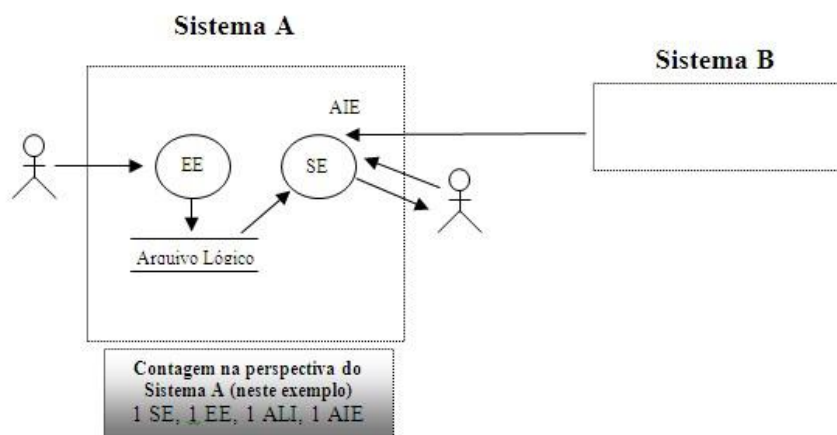 Sistema A
Sistema B
AIE
EE
SE
Arquivo Lógico
Contagem na perspectiva do
Sistema A (neste exemplo)
1 SE, 1 EE, 1 ALI, 1 AIE